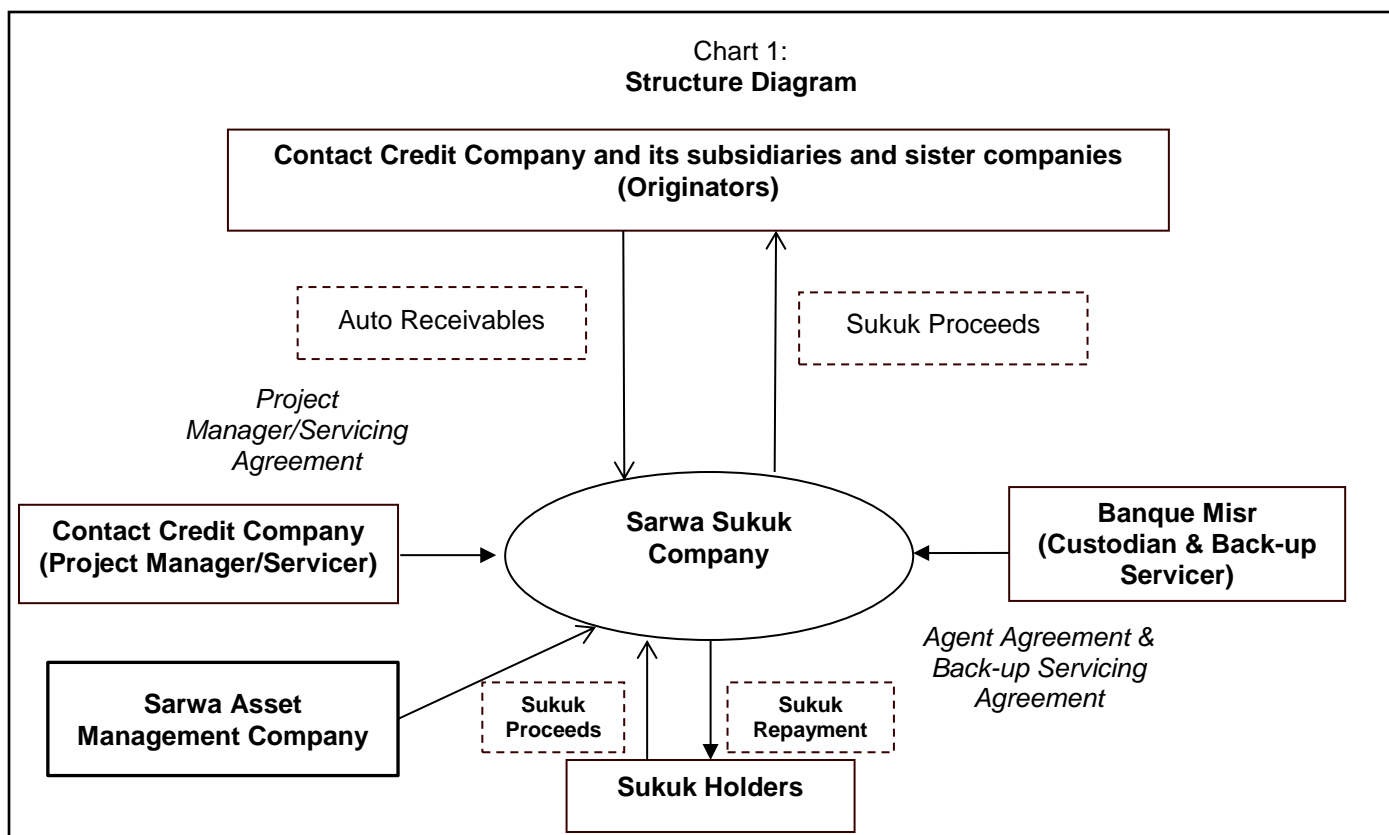 Chart 1:
Structure Diagram
Contact Credit Company and its subsidiaries and sister companies
(Originators)
Auto Receivables
Sukuk Proceeds
Project
Manager/Servicing
Agreement
Contact Credit Company
(Project Manager/Servicer)
Sarwa Sukuk
Company
Banque Misr
(Custodian & Back-up
Servicer)
Agent Agreement &
Back-up Servicing
Agreement
Sarwa Asset
Management Company
Sukuk
Proceeds
Sukuk
Repayment
Sukuk Holders